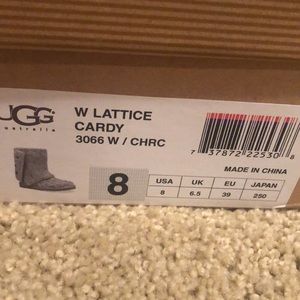 UGG
australia
W LATTICE
CARDY
3066 W / CHRC
7 37872 22530 8
MADE IN CHINA
8
USA UK EU JAPAN
8 6.5 39 250